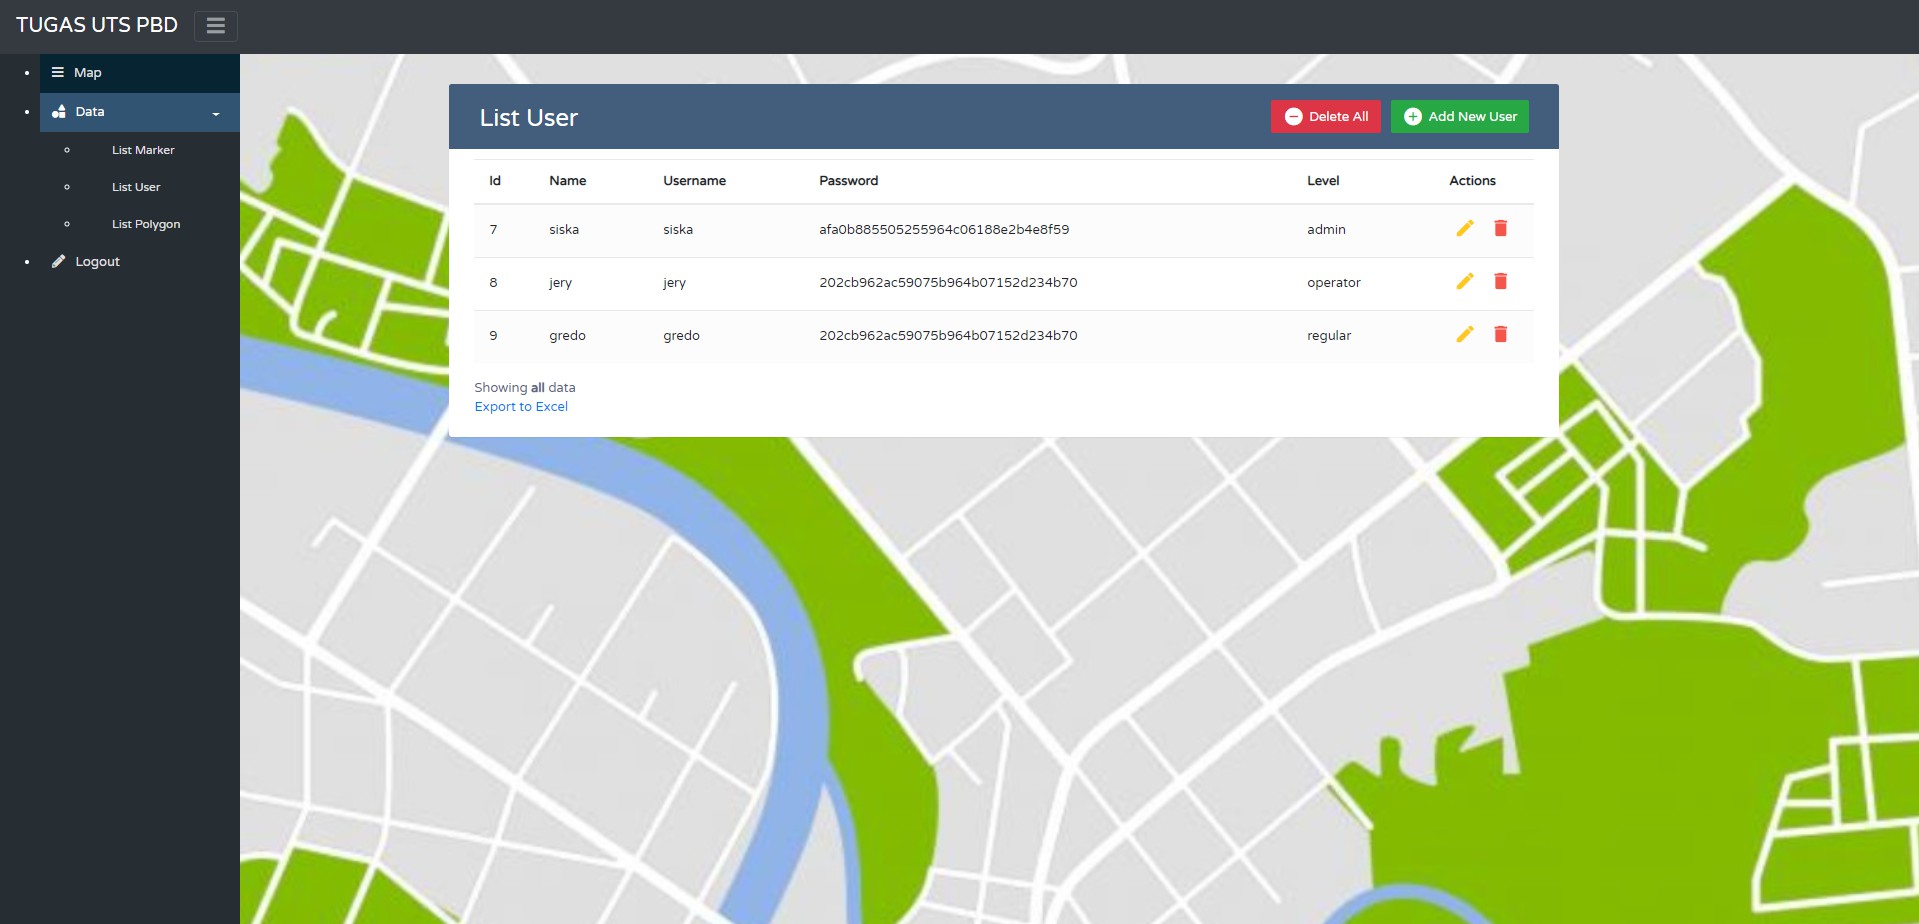 TUGAS UTS PBD
Map
Data
List Marker
List User
List Polygon
Logout
List User
Delete All
Add New User
Id Name Username Password Level Actions
7 siska siska afa0b885505255964c06188e2b4e8f59 admin
8 jery jery 202cb962ac59075b964b07152d234b70 operator
9 gredo gredo 202cb962ac59075b964b07152d234b70 regular
Showing all data
Export to Excel